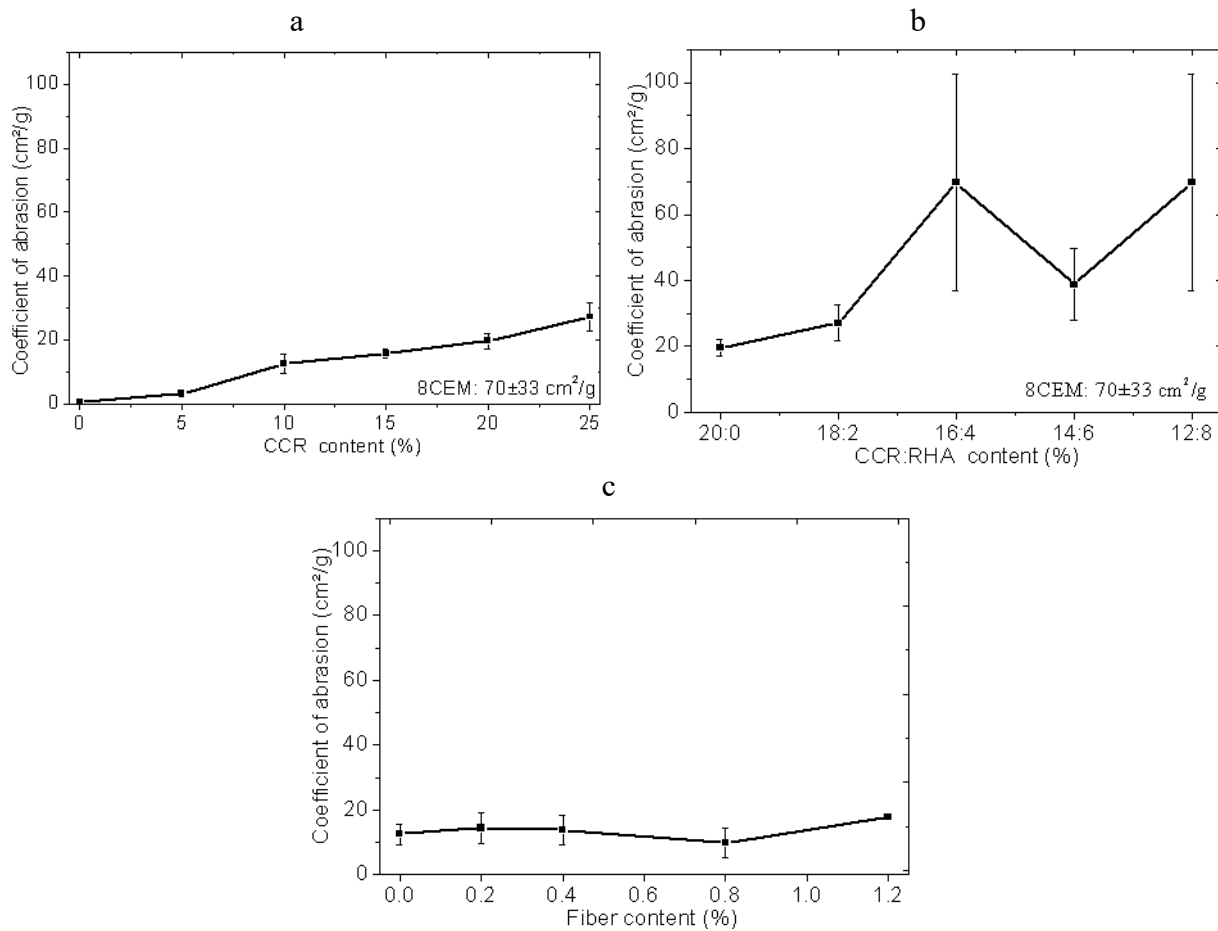 a
Coefficient of abrasion (cm²/g)
100
80
60
40
20
0
8CEM: 70±33 cm²/g
0 5 10 15 20 25
CCR content (%)
b
Coefficient of abrasion (cm²/g)
100
80
60
40
20
0
8CEM: 70±33 cm²/g
20:0 18:2 16:4 14:6 12:8
CCR:RHA content (%)
c
Coefficient of abrasion (cm²/g)
100
80
60
40
20
0
0.0 0.2 0.4 0.6 0.8 1.0 1.2
Fiber content (%)